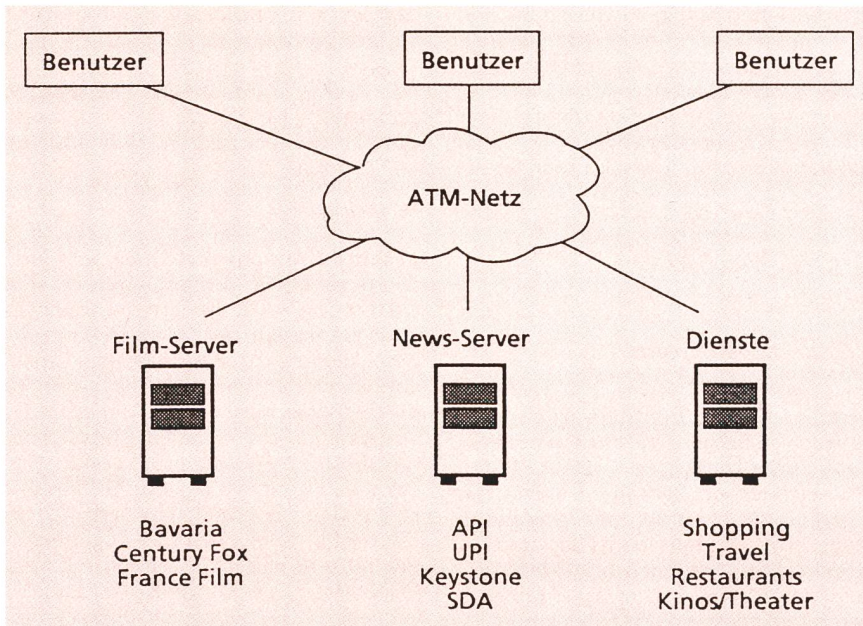 Benutzer
Benutzer
Benutzer
ATM-Netz
Film-Server
News-Server
Dienste
Bavaria
Century Fox
France Film
API
UPI
Keystone
SDA
Shopping
Travel
Restaurants
Kinos/Theater